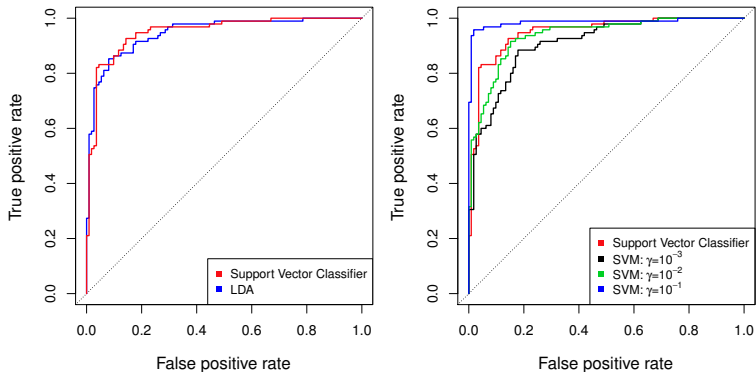 True positive rate
1.0
0.8
0.6
0.4
0.2
0.0
Support Vector Classifier
LDA
0.0 0.2 0.4 0.6 0.8 1.0
False positive rate
True positive rate
1.0
0.8
0.6
0.4
0.2
0.0
Support Vector Classifier
SVM: γ=10⁻³
SVM: γ=10⁻²
SVM: γ=10⁻¹
0.0 0.2 0.4 0.6 0.8 1.0
False positive rate